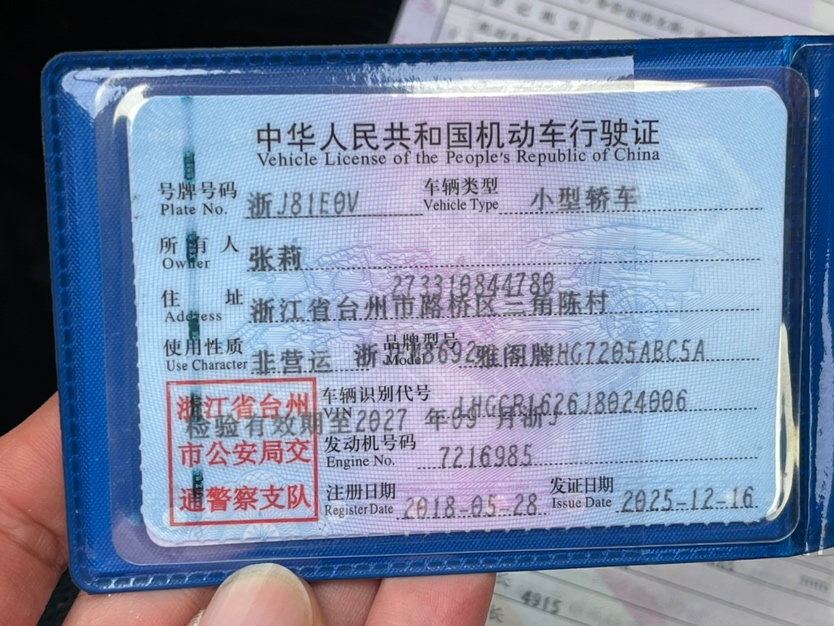 中华人民共和国机动车行驶证
Vehicle License of the People's Republic of China
号牌号码 浙J81E0V 车辆类型 小型轿车
Plate No. Vehicle Type
所有人 张莉
Owner
273310844780
住址 浙江省台州市路桥区三角陈村
Address
使用性质 非营运 浙 品牌型号 雅阁牌HG7205ABC5A
Use Character Model
浙江省台州 车辆识别代号 LHGCR1626J8024006
VIN
检验有效期至2027 年09 月浙J
市公安局交 发动机号码 7216985
Engine No.
通警察支队 注册日期 2018-05-28 发证日期 2025-12-16
Register Date Issue Date
4915